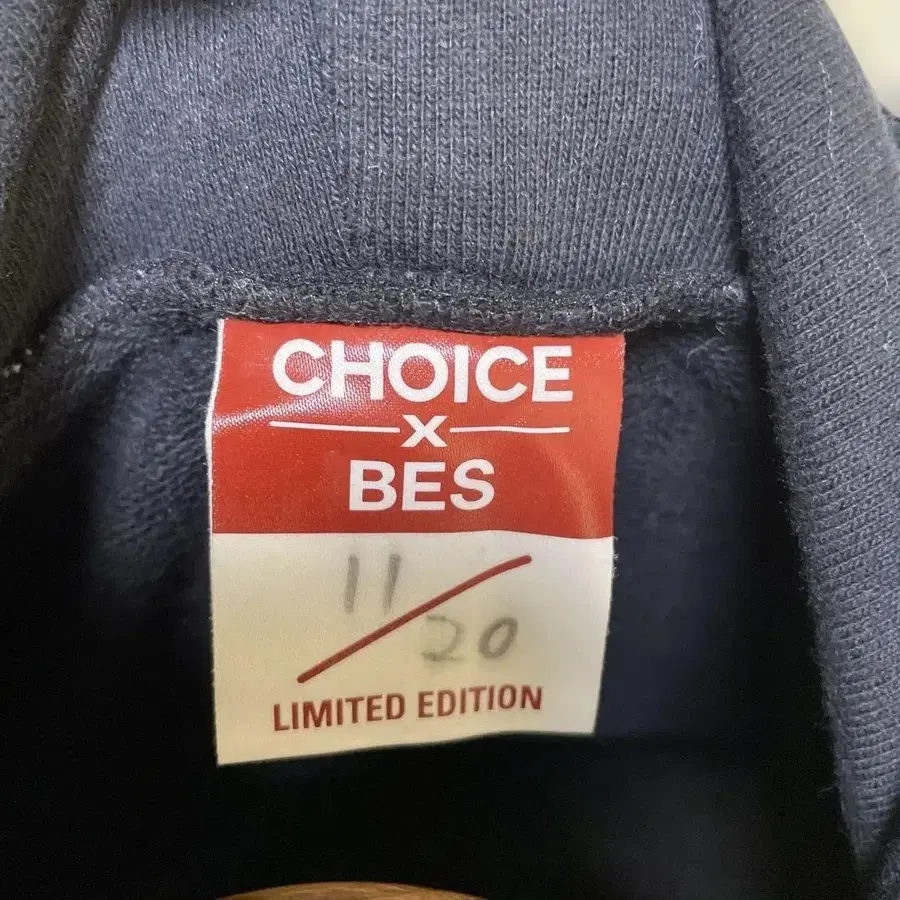 CHOICE
x
BES
11/20
LIMITED EDITION